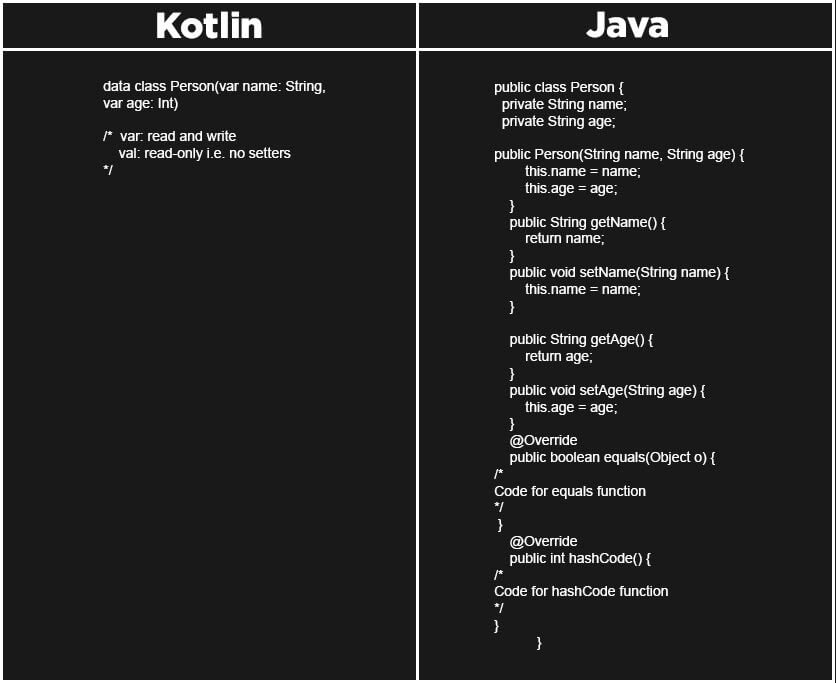 Kotlin
data class Person(var name: String,
var age: Int)
/* var: read and write
val: read-only i.e. no setters
*/
Java
public class Person {
private String name;
private String age;
public Person(String name, String age) {
this.name = name;
this.age = age;
}
public String getName() {
return name;
}
public void setName(String name) {
this.name = name;
}
public String getAge() {
return age;
}
public void setAge(String age) {
this.age = age;
}
@Override
public boolean equals(Object o) {
/*
Code for equals function
*/
}
@Override
public int hashCode() {
/*
Code for hashCode function
*/
}
}